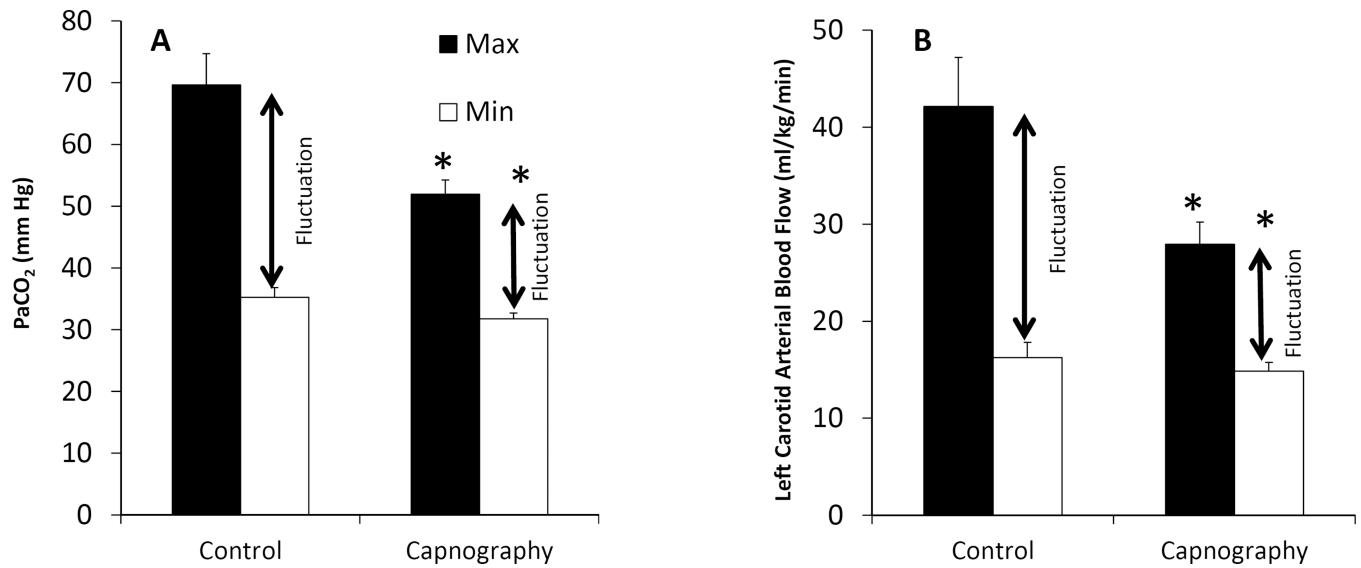 A
Max
Min
Fluctuation
*
*
Fluctuation
PaCO₂ (mm Hg)
80
70
60
50
40
30
20
10
0
Control
Capnography
B
Fluctuation
*
*
Fluctuation
Left Carotid Arterial Blood Flow (ml/kg/min)
50
40
30
20
10
0
Control
Capnography